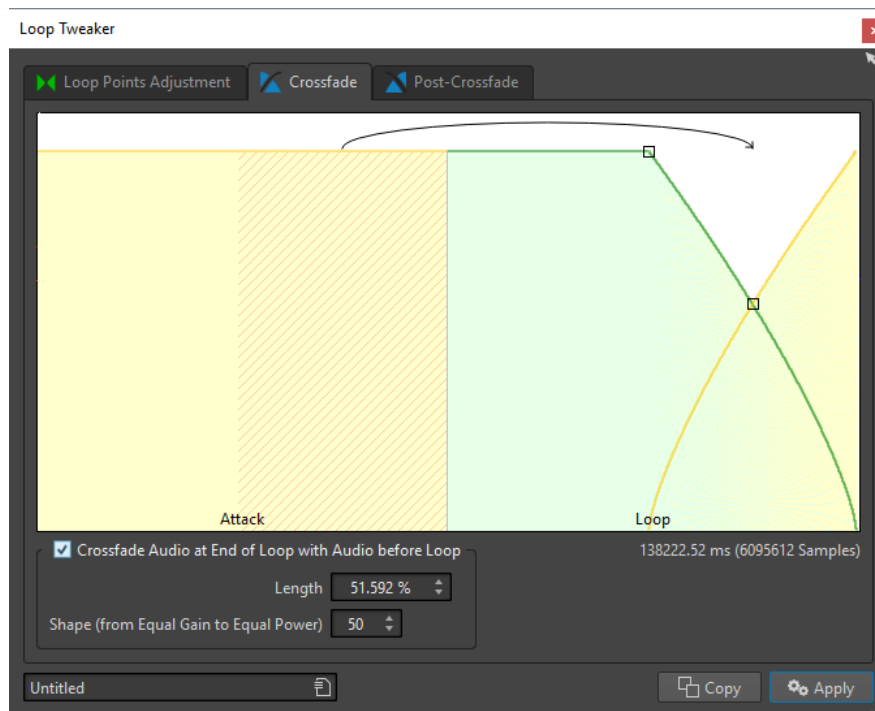 Loop Tweaker
Loop Points Adjustment
Crossfade
Post-Crossfade
Attack
Loop
Crossfade Audio at End of Loop with Audio before Loop
138222.52 ms (6095612 Samples)
Length 51.592 %
Shape (from Equal Gain to Equal Power) 50
Untitled
Copy
Apply